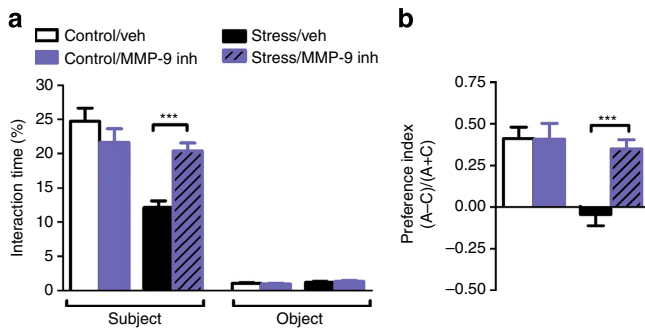 a
Control/veh Stress/veh
Control/MMP-9 inh Stress/MMP-9 inh
Interaction time (%)
30
25
20
15
10
5
0
***
Subject Object
b
Preference index
(A–C)/(A+C)
0.75
0.50
0.25
0.00
–0.25
–0.50
***